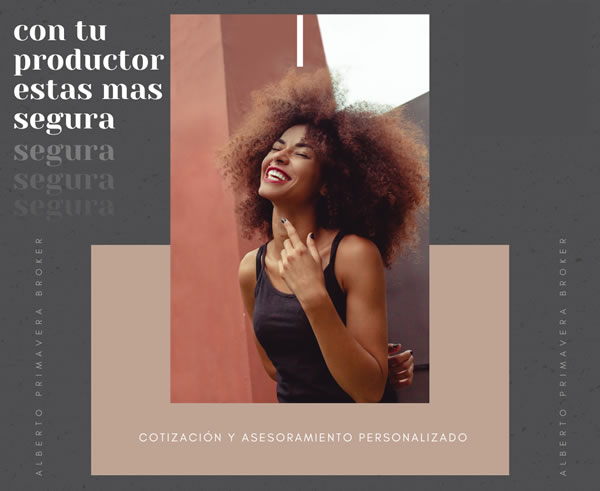 con tu
productor
estas mas
segura
segura
segura
segura
ALBERTO PRIMAVERA BROKER
ALBERTO PRIMAVERA BROKER
COTIZACIÓN Y ASESORAMIENTO PERSONALIZADO